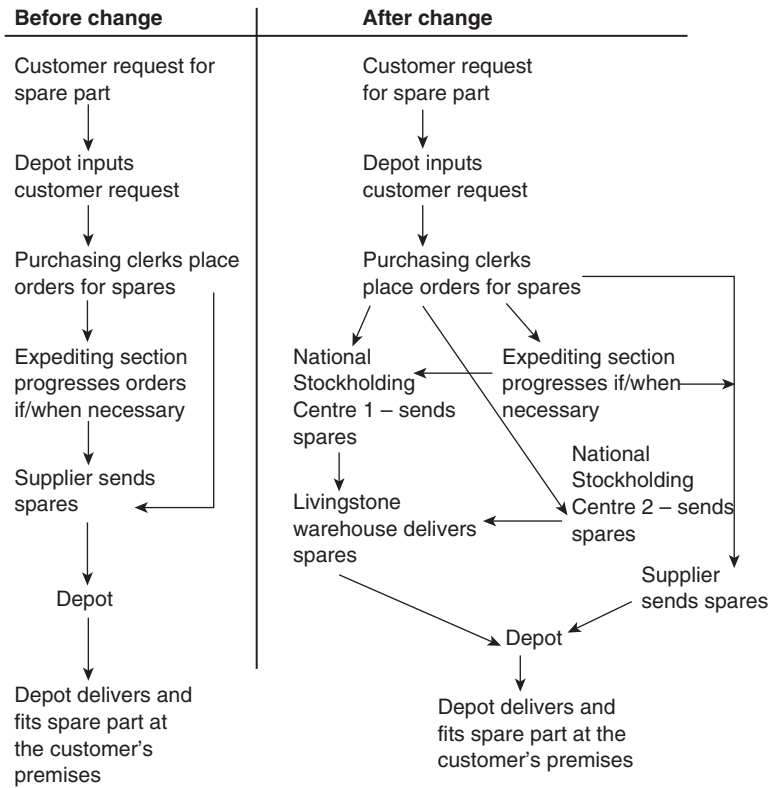 Before change
Customer request for
spare part
Depot inputs
customer request
Purchasing clerks place
orders for spares
Expediting section
progresses orders
if/when necessary
Supplier sends
spares
Depot
Depot delivers and
fits spare part at
the customer's
premises
After change
Customer request
for spare part
Depot inputs
customer request
Purchasing clerks
place orders for spares
National
Stockholding
Centre 1 – sends
spares
Expediting section
progresses if/when
necessary
National
Stockholding
Centre 2 – sends
spares
Livingstone
warehouse delivers
spares
Supplier
sends spares
Depot
Depot delivers and
fits spare part at the
customer's premises